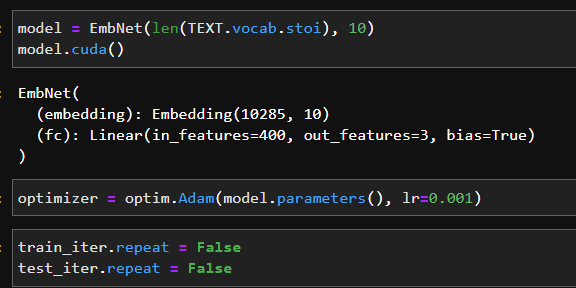 model = EmbNet(len(TEXT.vocab.stoi), 10)
model.cuda()
EmbNet(
(embedding): Embedding(10285, 10)
(fc): Linear(in_features=400, out_features=3, bias=True)
)
optimizer = optim.Adam(model.parameters(), lr=0.001)
train_iter.repeat = False
test_iter.repeat = False